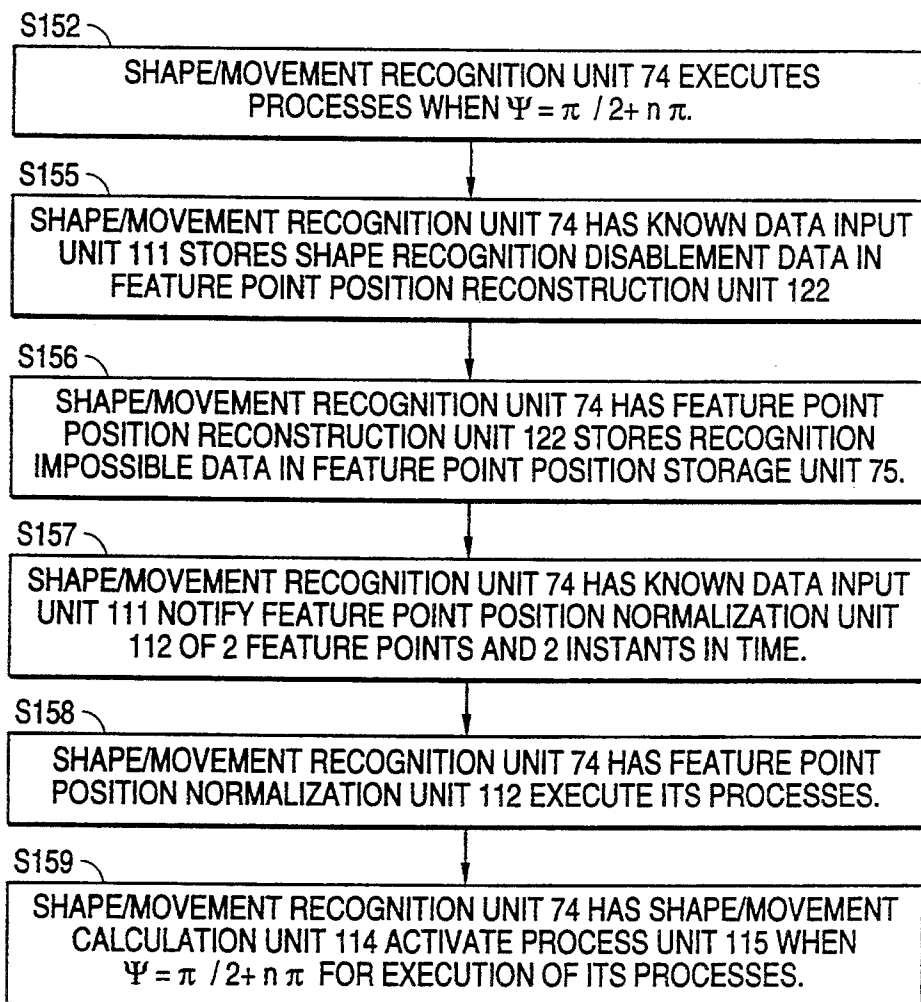 S152
SHAPE/MOVEMENT RECOGNITION UNIT 74 EXECUTES
PROCESSES WHEN Ψ = π / 2+ n π.
S155
SHAPE/MOVEMENT RECOGNITION UNIT 74 HAS KNOWN DATA INPUT
UNIT 111 STORES SHAPE RECOGNITION DISABLEMENT DATA IN
FEATURE POINT POSITION RECONSTRUCTION UNIT 122
S156
SHAPE/MOVEMENT RECOGNITION UNIT 74 HAS FEATURE POINT
POSITION RECONSTRUCTION UNIT 122 STORES RECOGNITION
IMPOSSIBLE DATA IN FEATURE POINT POSITION STORAGE UNIT 75.
S157
SHAPE/MOVEMENT RECOGNITION UNIT 74 HAS KNOWN DATA INPUT
UNIT 111 NOTIFY FEATURE POINT POSITION NORMALIZATION UNIT
112 OF 2 FEATURE POINTS AND 2 INSTANTS IN TIME.
S158
SHAPE/MOVEMENT RECOGNITION UNIT 74 HAS FEATURE POINT
POSITION NORMALIZATION UNIT 112 EXECUTE ITS PROCESSES.
S159
SHAPE/MOVEMENT RECOGNITION UNIT 74 HAS SHAPE/MOVEMENT
CALCULATION UNIT 114 ACTIVATE PROCESS UNIT 115 WHEN
Ψ = π / 2+ n π FOR EXECUTION OF ITS PROCESSES.